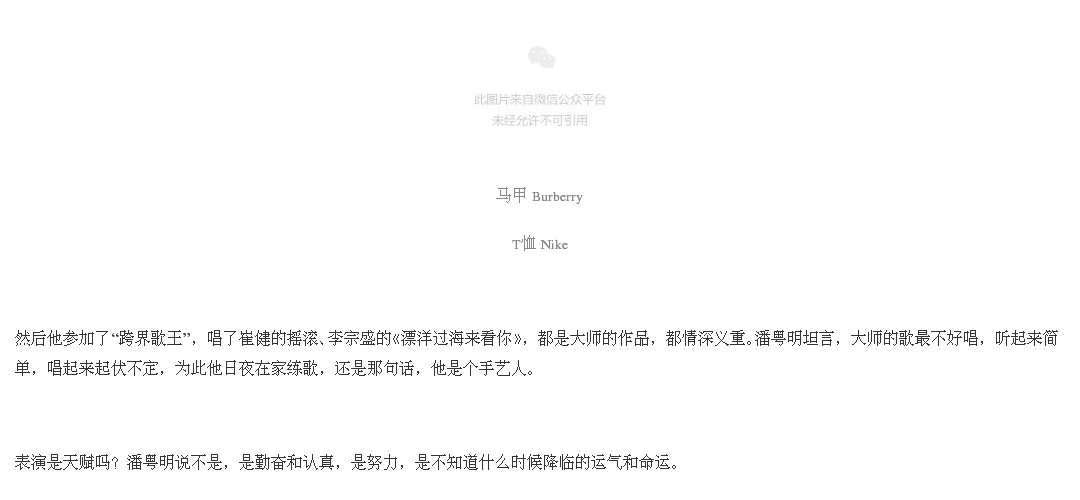 此图片来自微信公众平台
未经允许不可引用
马甲 Burberry
T恤 Nike
然后他参加了“跨界歌王”，唱了崔健的摇滚、李宗盛的《漂洋过海来看你》，都是大师的作品，都情深义重。潘粤明坦言，大师的歌最不好唱，听起来简
单，唱起来起伏不定，为此他日夜在家练歌，还是那句话，他是个手艺人。
表演是天赋吗？潘粤明说不是，是勤奋和认真，是努力，是不知道什么时候降临的运气和命运。